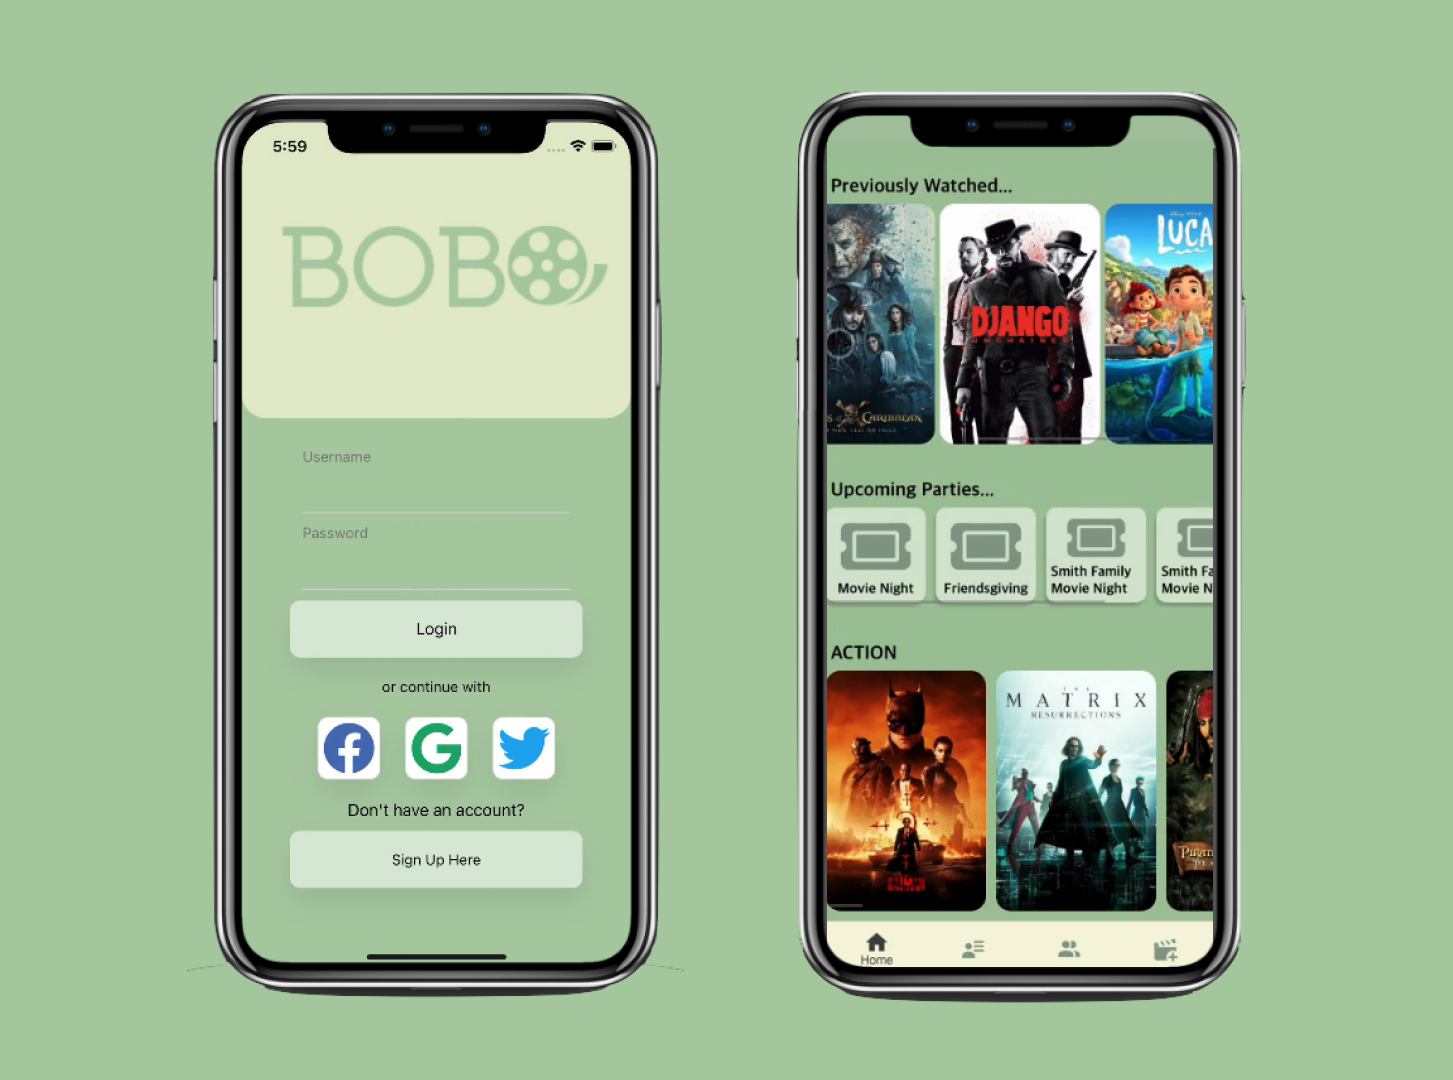 5:59
BOBO
Username
Password
Login
or continue with
Don't have an account?
Sign Up Here
Previously Watched...
CARIBBEAN
DJANGO
UNCHAINED
LUCA
Upcoming Parties...
Movie Night
Friendsgiving
Smith Family
Movie Night
Smith Fa
Movie N
ACTION
BATMAN
THE
MATRIX
RESURRECTIONS
Home